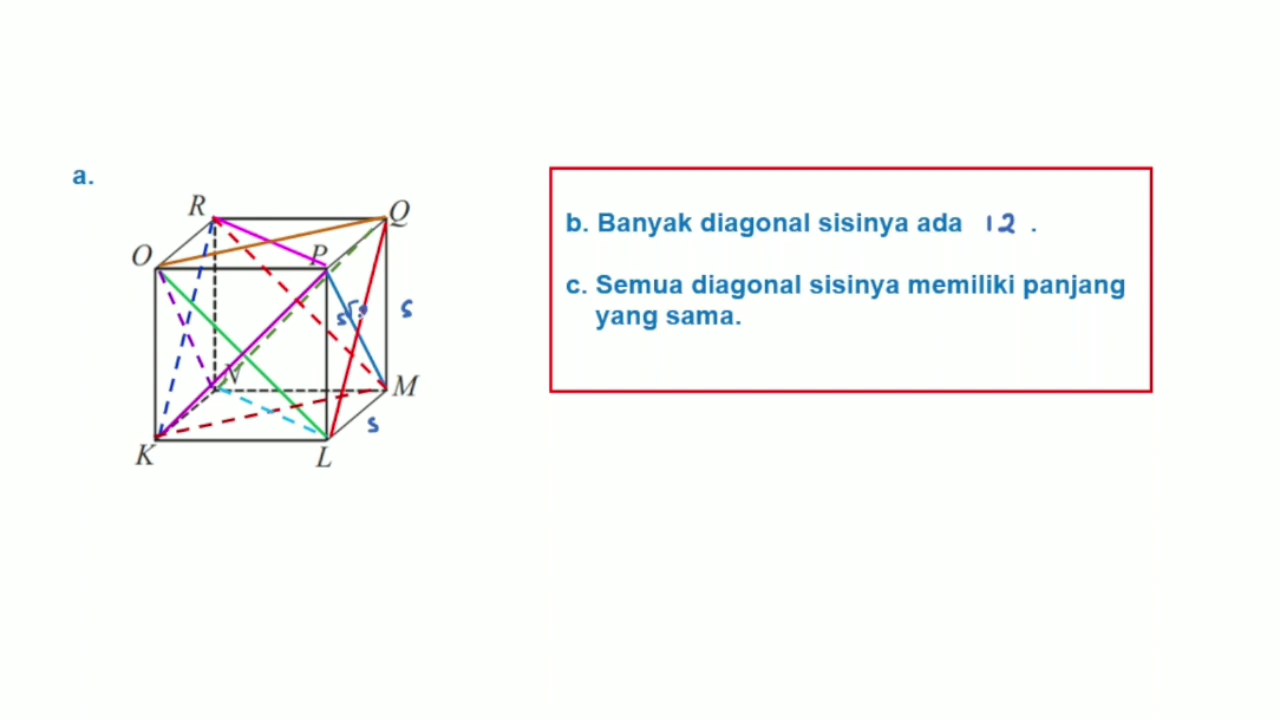 a.
R
Q
O
P
s√2
s
N
M
s
K
L
b. Banyak diagonal sisinya ada 12 .
c. Semua diagonal sisinya memiliki panjang
yang sama.